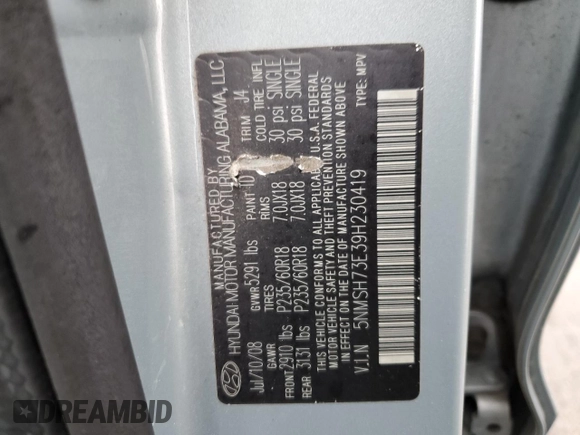 MANUFACTURED BY
HYUNDAI MOTOR MANUFACTURING ALABAMA, LLC
Jul/10/08 GVWR 5291 lbs PAINT ID TRIM J4
GAWR TIRES RIMS COLD TIRE INFL
FRONT 2910 lbs P235/60R18 7.0JX18 30 psi SINGLE
REAR 3131 lbs P235/60R18 7.0JX18 30 psi SINGLE
THIS VEHICLE CONFORMS TO ALL APPLICABLE U.S.A. FEDERAL
MOTOR VEHICLE SAFETY AND THEFT PREVENTION STANDARDS
IN EFFECT ON THE DATE OF MANUFACTURE SHOWN ABOVE.
V.I.N 5NMSH73E39H230419 TYPE: MPV
DREAMBID